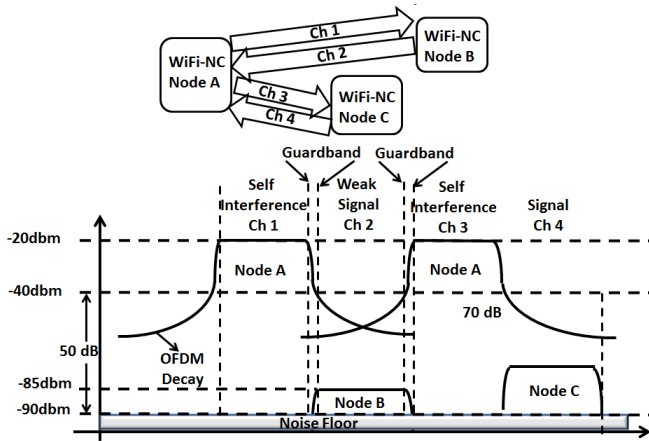 Ch 1
WiFi-NC
Node A
Ch 2
WiFi-NC
Node B
Ch 3
Ch 4
WiFi-NC
Node C
Guardband
Guardband
Self
Interference
Ch 1
Weak
Signal
Ch 2
Self
Interference
Ch 3
Signal
Ch 4
-20dbm
Node A
Node A
-40dbm
70 dB
50 dB
OFDM
Decay
-85dbm
Node B
Node C
-90dbm
Noise Floor